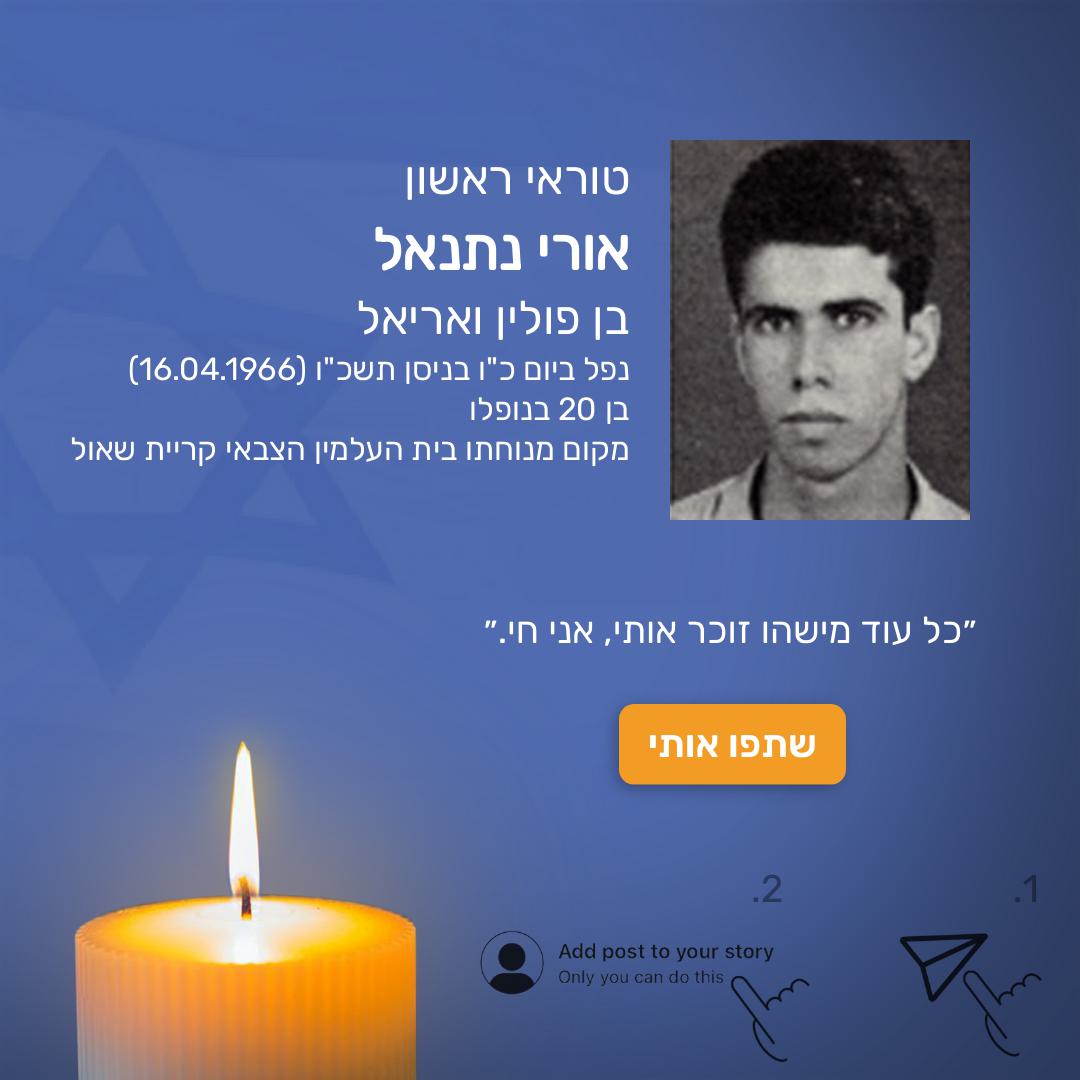 טוראי ראשון
אורי נתנאל
בן פולין ואריאל
נפל ביום כ"ו בניסן תשכ"ו (16.04.1966)
בן 20 בנופלו
מקום מנוחתו בית העלמין הצבאי קריית שאול
״כל עוד מישהו זוכר אותי, אני חי.״
שתפו אותי
.1
.2
Add post to your story
Only you can do this